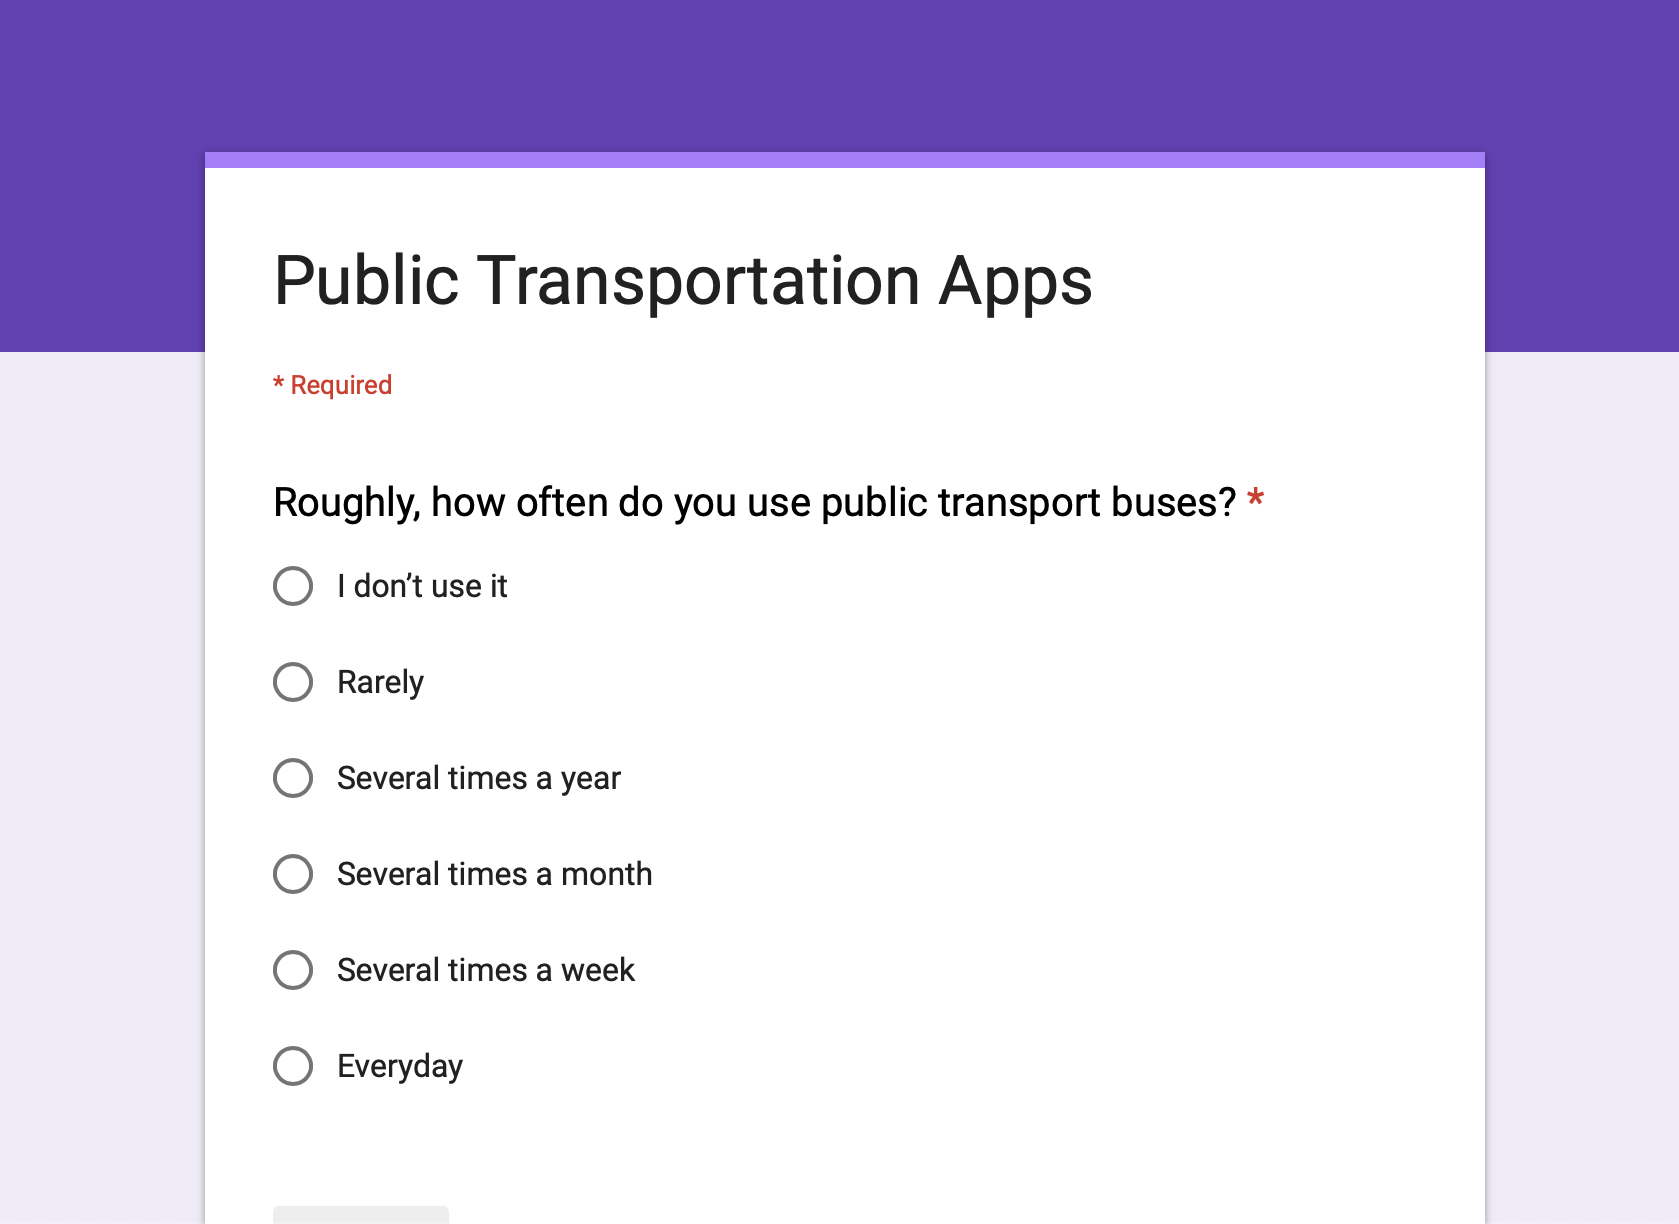 Public Transportation Apps
* Required
Roughly, how often do you use public transport buses? *
I don’t use it
Rarely
Several times a year
Several times a month
Several times a week
Everyday